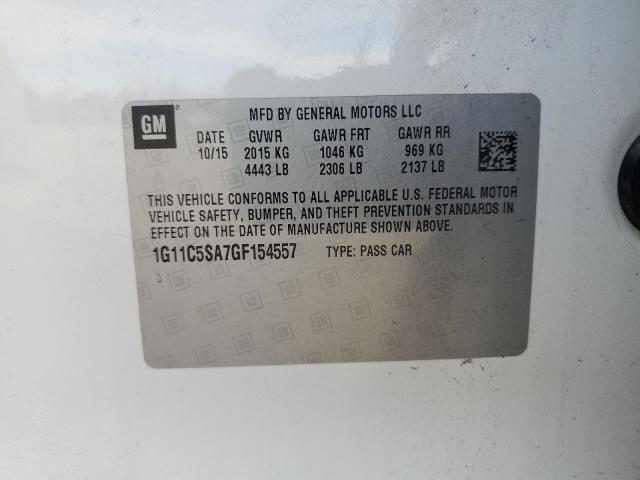 GM
MFD BY GENERAL MOTORS LLC
DATE GVWR GAWR FRT GAWR RR
10/15 2015 KG 1046 KG 969 KG
4443 LB 2306 LB 2137 LB
THIS VEHICLE CONFORMS TO ALL APPLICABLE U.S. FEDERAL MOTOR
VEHICLE SAFETY, BUMPER, AND THEFT PREVENTION STANDARDS IN
EFFECT ON THE DATE OF MANUFACTURE SHOWN ABOVE.
1G11C5SA7GF154557 TYPE: PASS CAR